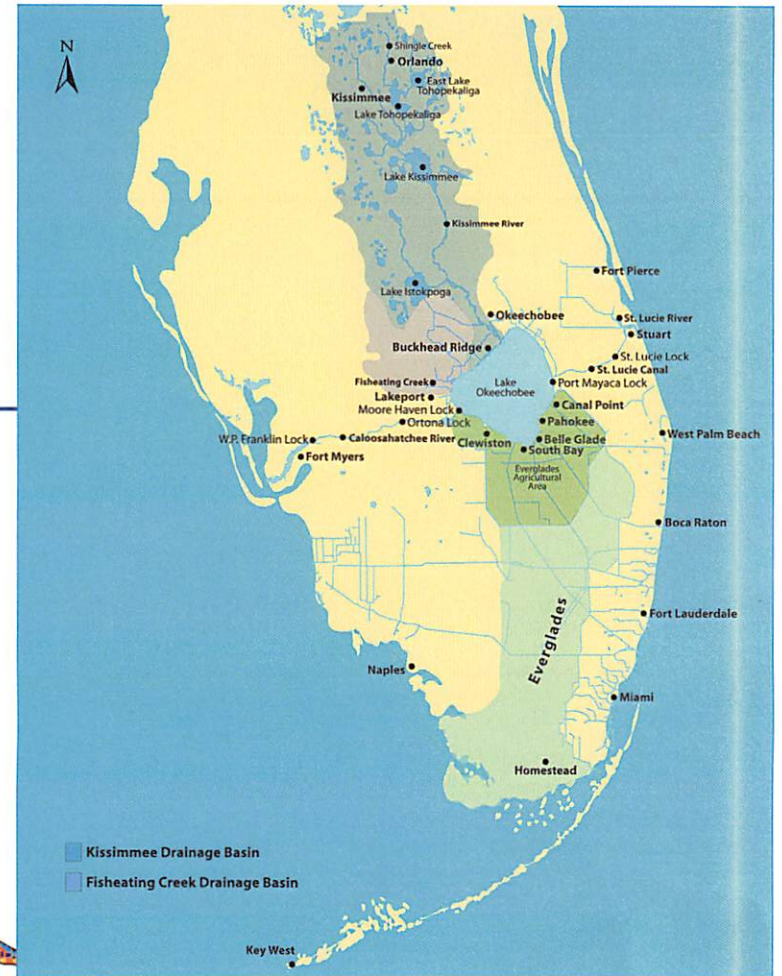 N
Shingle Creek
Orlando
East Lake
Tohopekaliga
Kissimmee
Lake Tohopekaliga
Lake Kissimmee
Kissimmee River
Fort Pierce
Lake Istokpoga
Okeechobee
St. Lucie River
Stuart
Buckhead Ridge
St. Lucie Lock
St. Lucie Canal
Fisheating Creek
Lake
Okeechobee
Port Mayaca Lock
Lakeport
Canal Point
Moore Haven Lock
Ortona Lock
Pahokee
W.P. Franklin Lock
Caloosahatchee River
Clewiston
Belle Glade
West Palm Beach
South Bay
Fort Myers
Everglades
Agricultural
Area
Boca Raton
Everglades
Fort Lauderdale
Naples
Miami
Homestead
Kissimmee Drainage Basin
Fisheating Creek Drainage Basin
Key West